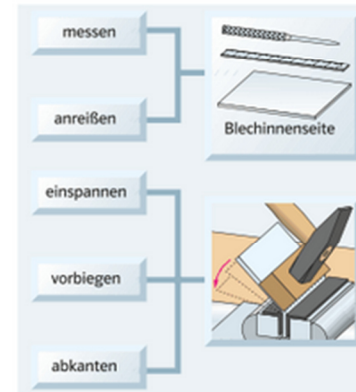 messen
anreißen
Blechinnenseite
einspannen
vorbiegen
abkanten